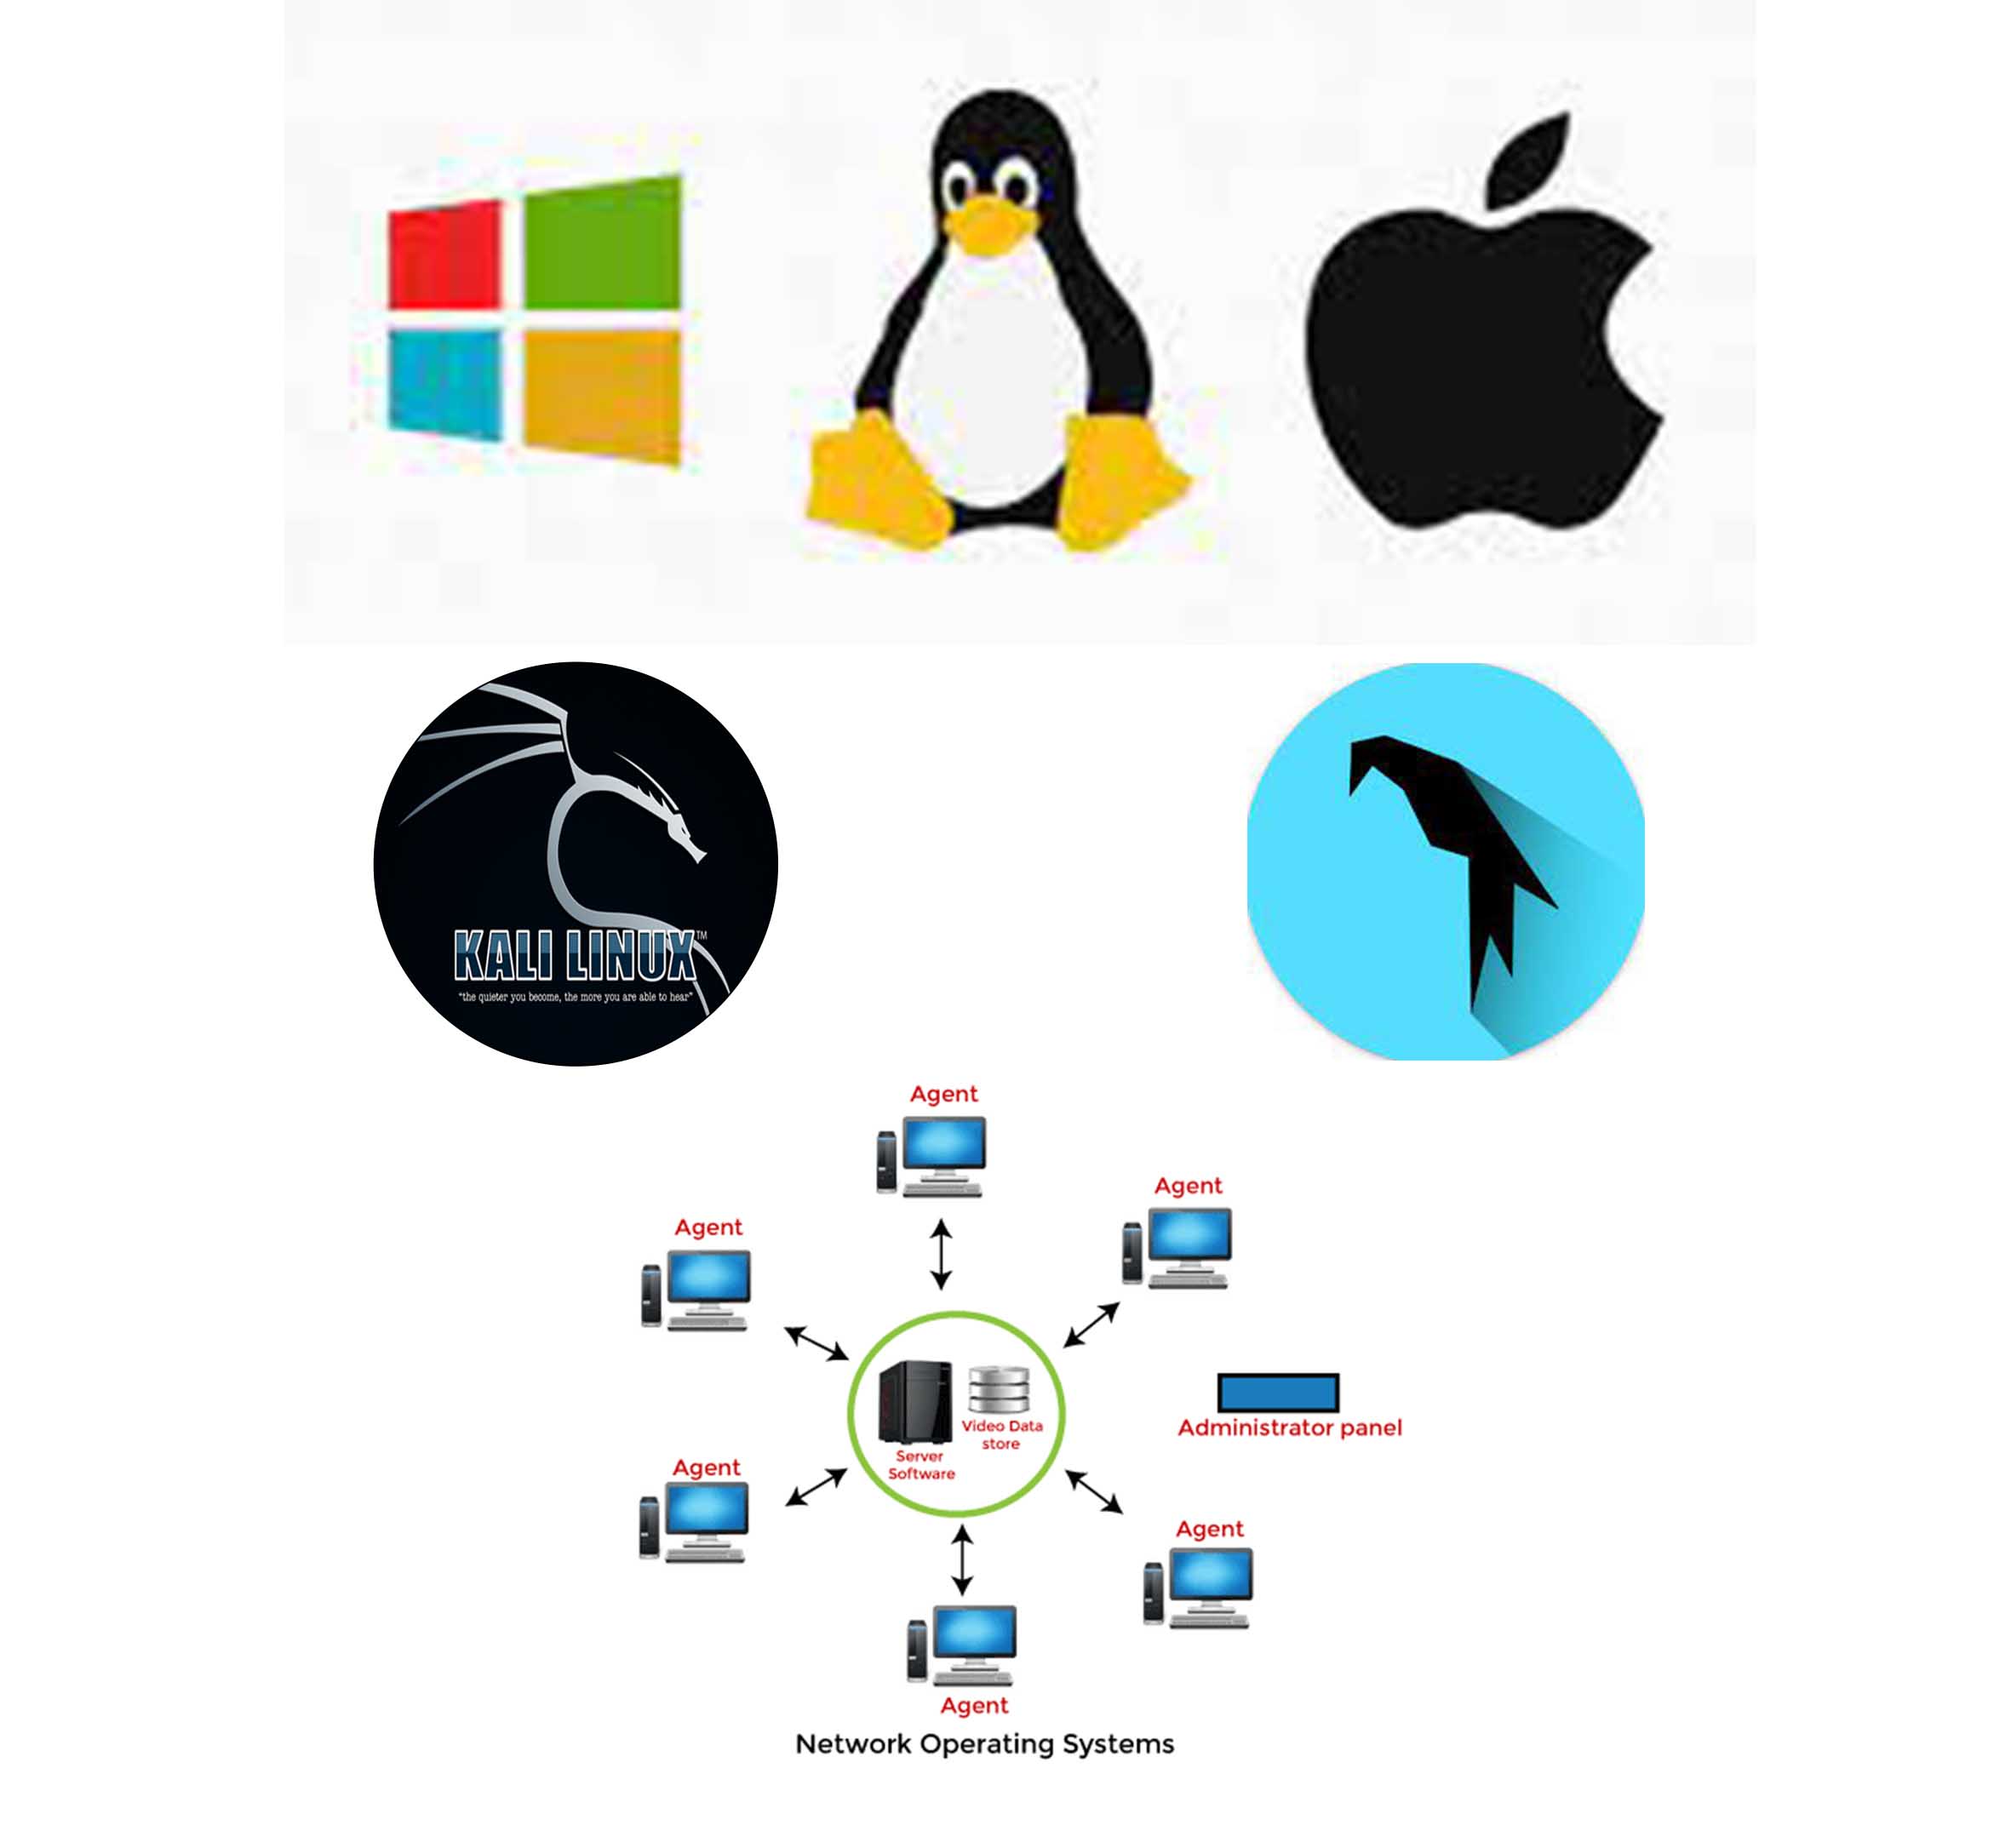 KALI LINUX™
"the quieter you become, the more you are able to hear"
Agent
Agent
Agent
Administrator panel
Video Data
store
Server
Software
Agent
Agent
Agent
Network Operating Systems